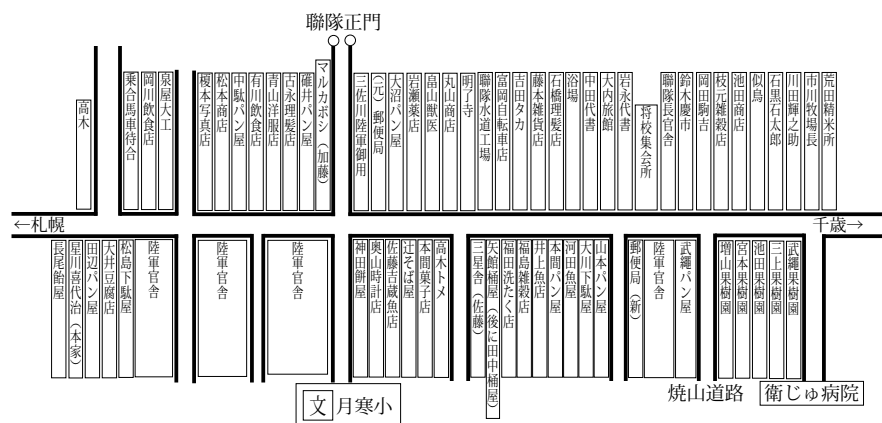 聯隊正門
高木
乗合馬車待合
岡川飲食店
泉屋大工
榎本写真店
松本商店
中駄パン屋
有川飲食店
青山洋服店
古永理髪店
碓井パン屋
マルカボシ(加藤)
三佐川陸軍御用
(元)郵便局
大沼パン屋
岩瀬薬店
畠山獣医
丸山商店
明了寺
聯隊水道工場
富岡自転車店
吉田タカ
藤本雑貨店
石橋理髪店
浴場
中田代書
大内旅館
岩永代書
将校集会所
聯隊長官舎
鈴木慶市
岡田駒吉
枝元雑穀店
池田商店
似鳥
石黒石太郎
川田輝之助
市川牧場長
荒田精米所
←札幌
千歳→
長尾飴屋
星川喜代治(本家)
田辺パン屋
大井豆腐店
松島下駄屋
陸軍官舎
陸軍官舎
陸軍官舎
神田餅屋
奥山時計店
佐藤吉蔵魚店
辻そば屋
本間菓子店
高木トメ
三星舎(佐藤)
矢館桶屋(後に田中桶屋)
福田洗たく店
福島雑穀店
井上魚店
本間パン屋
河田魚屋
大川下駄屋
山本パン屋
郵便局(新)
陸軍官舎
武縄パン屋
増山果樹園
宮本果樹園
池田果樹園
三上果樹園
武縄果樹園
文 月寒小
焼山道路
衛じゅ病院